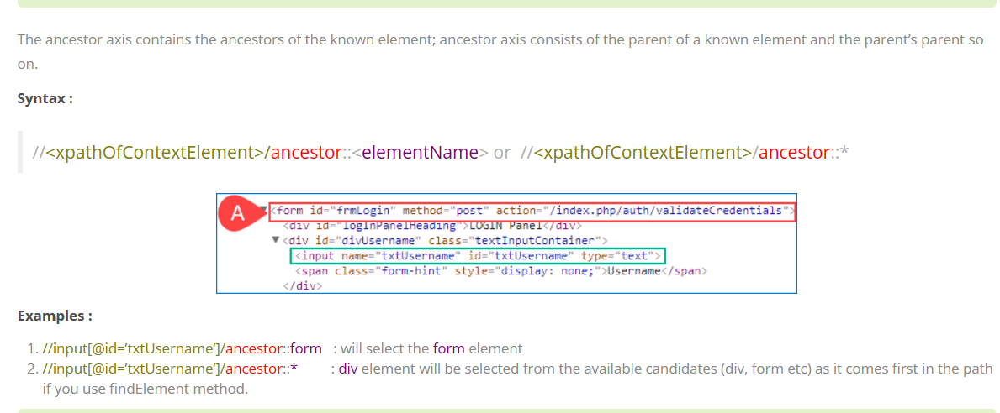 The ancestor axis contains the ancestors of the known element; ancestor axis consists of the parent of a known element and the parent’s parent so
on.
Syntax :
//<xpathOfContextElement>/ancestor::<elementName> or  //<xpathOfContextElement>/ancestor::*
A
<form id="frmLogin" method="post" action="/index.php/auth/validateCredentials">
<div id="logInPanelHeading">LOGIN Panel</div>
<div id="divUsername" class="textInputContainer">
<input name="txtUsername" id="txtUsername" type="text">
<span class="form-hint" style="display: none;">Username</span>
</div>
Examples :
1. //input[@id=’txtUsername’]/ancestor::form : will select the form element
2. //input[@id=’txtUsername’]/ancestor::* : div element will be selected from the available candidates (div, form etc) as it comes first in the path
if you use findElement method.